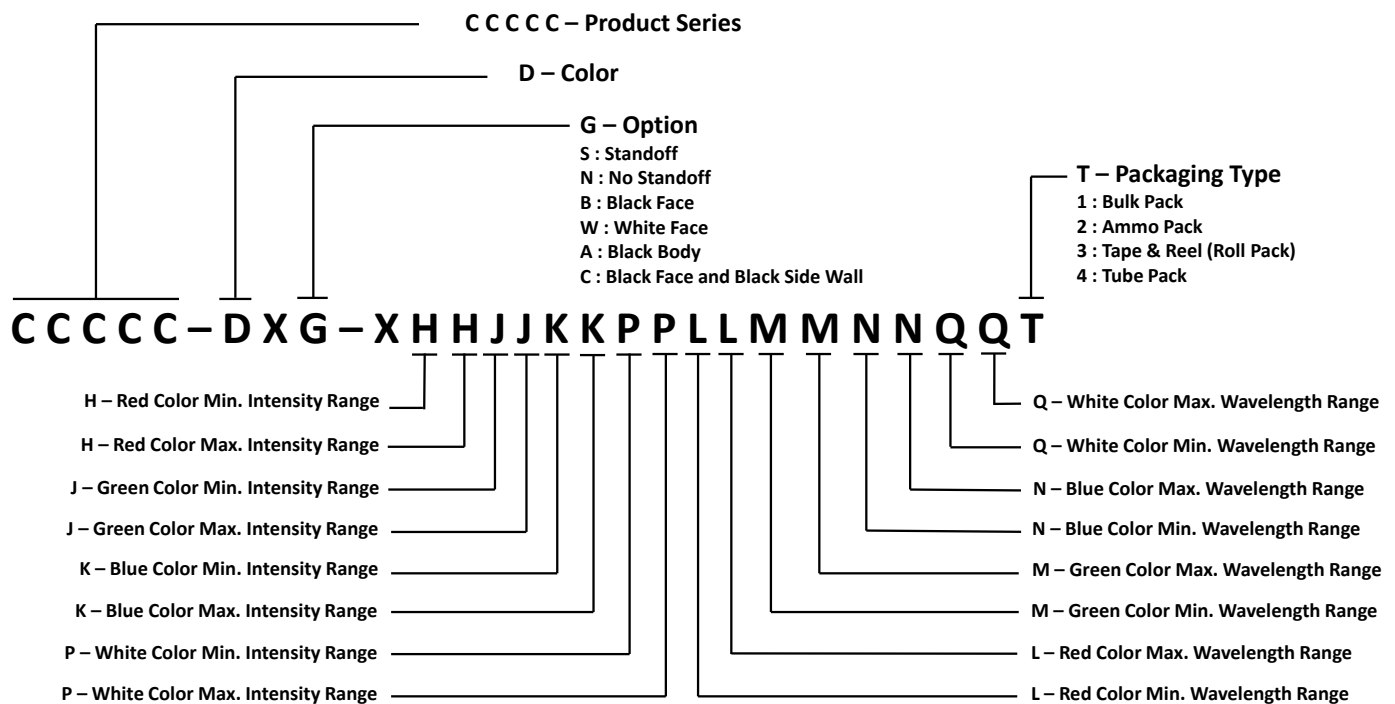 C C C C C – Product Series
D – Color
G – Option
S : Standoff
N : No Standoff
B : Black Face
W : White Face
A : Black Body
C : Black Face and Black Side Wall
T – Packaging Type
1 : Bulk Pack
2 : Ammo Pack
3 : Tape & Reel (Roll Pack)
4 : Tube Pack
C C C C C – D X G – X H H J J K K P P L L M M N N Q Q T
H – Red Color Min. Intensity Range
H – Red Color Max. Intensity Range
J – Green Color Min. Intensity Range
J – Green Color Max. Intensity Range
K – Blue Color Min. Intensity Range
K – Blue Color Max. Intensity Range
P – White Color Min. Intensity Range
P – White Color Max. Intensity Range
Q – White Color Max. Wavelength Range
Q – White Color Min. Wavelength Range
N – Blue Color Max. Wavelength Range
N – Blue Color Min. Wavelength Range
M – Green Color Max. Wavelength Range
M – Green Color Min. Wavelength Range
L – Red Color Max. Wavelength Range
L – Red Color Min. Wavelength Range